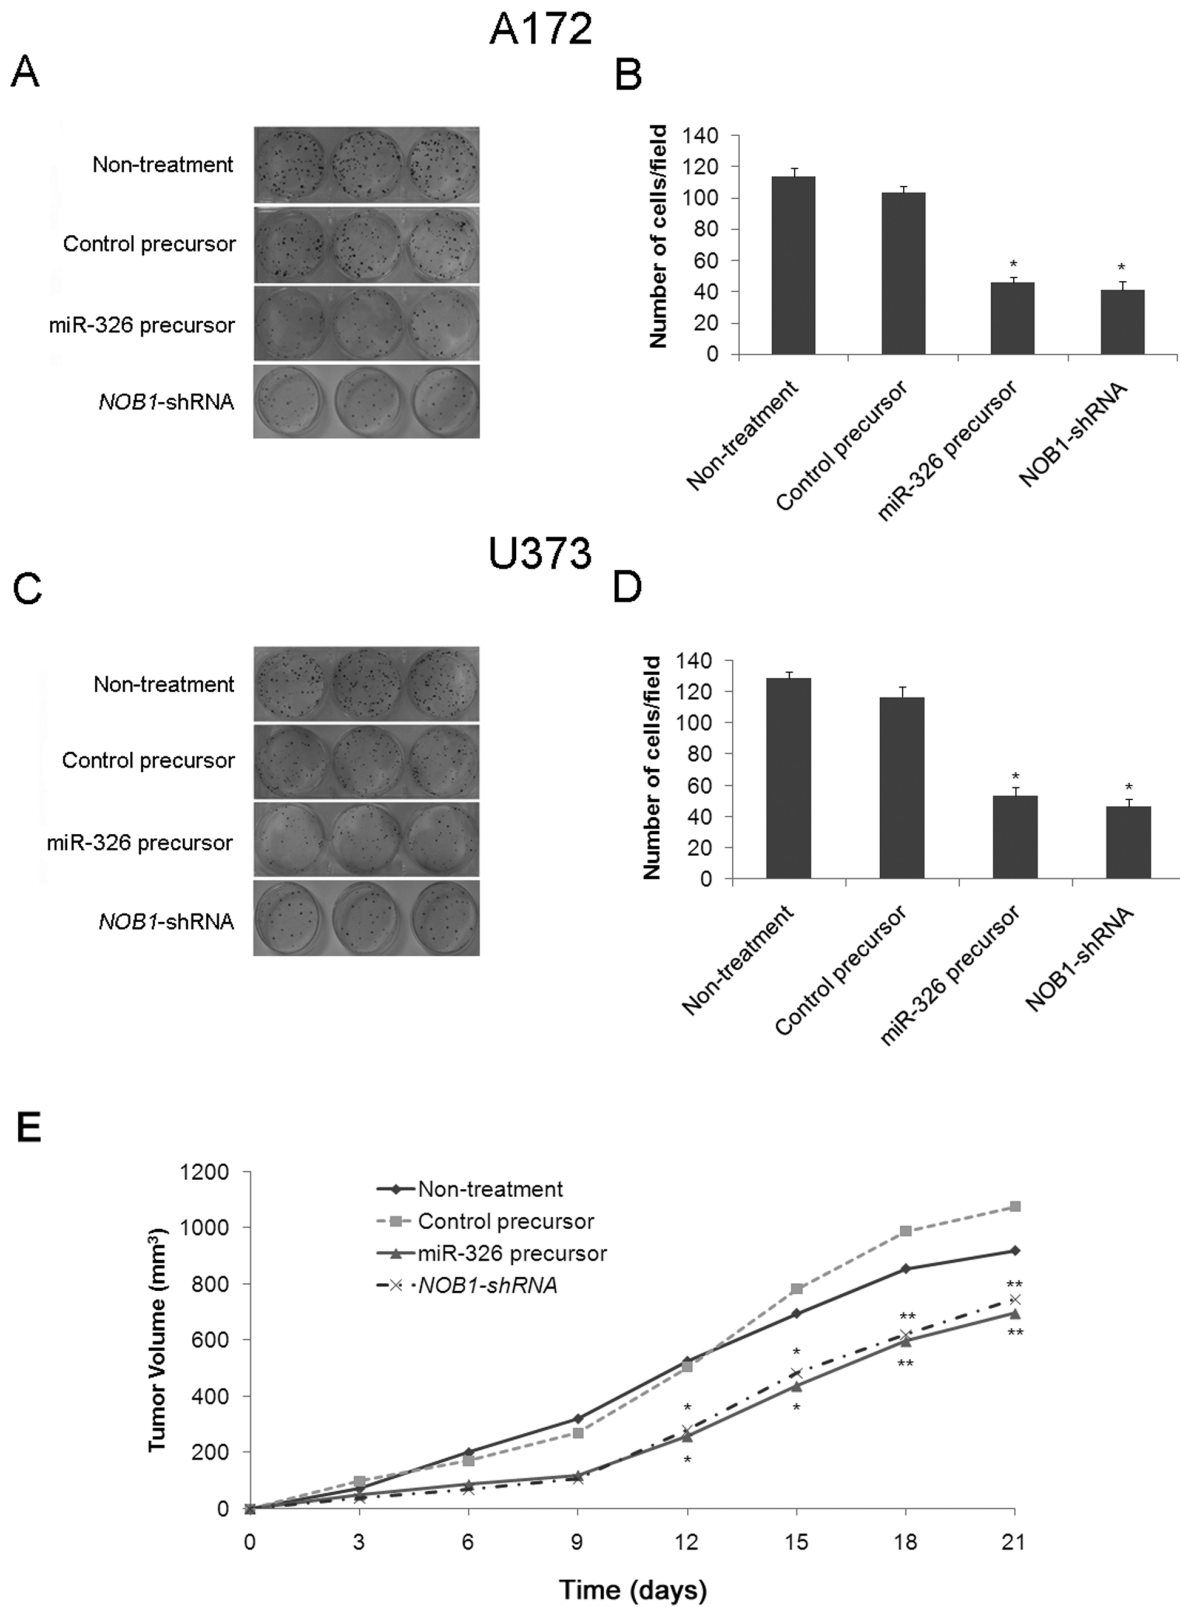 A172
A
B
Non-treatment
Control precursor
miR-326 precursor
NOB1-shRNA
Number of cells/field
140
120
100
80
60
40
20
0
*
*
Non-treatment
Control precursor
miR-326 precursor
NOB1-shRNA
U373
C
D
Non-treatment
Control precursor
miR-326 precursor
NOB1-shRNA
Number of cells/field
140
120
100
80
60
40
20
0
*
*
Non-treatment
Control precursor
miR-326 precursor
NOB1-shRNA
E
Tumor Volume (mm³)
1200
1000
800
600
400
200
0
Non-treatment
Control precursor
miR-326 precursor
NOB1-shRNA
*
*
*
*
**
**
**
**
0 3 6 9 12 15 18 21
Time (days)